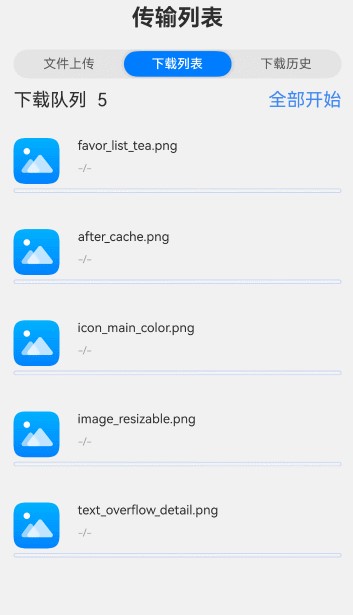 传输列表
文件上传 下载列表 下载历史
下载队列 5 全部开始
favor_list_tea.png
-/-
after_cache.png
-/-
icon_main_color.png
-/-
image_resizable.png
-/-
text_overflow_detail.png
-/-